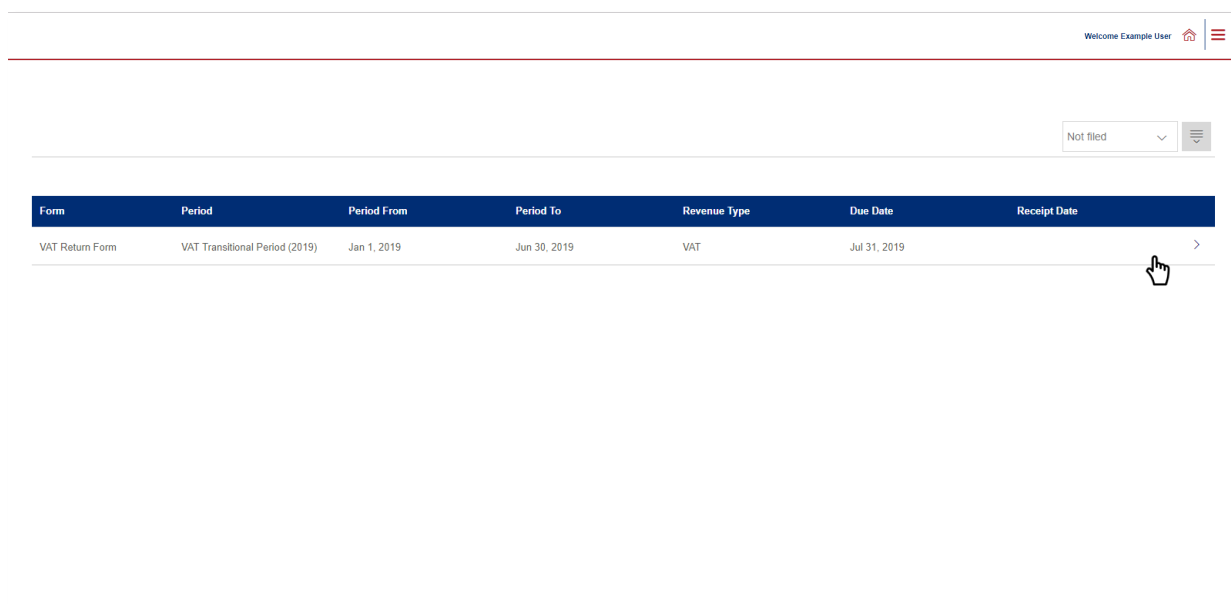 Welcome Example User
Not filed
Form Period Period From Period To Revenue Type Due Date Receipt Date
VAT Return Form VAT Transitional Period (2019) Jan 1, 2019 Jun 30, 2019 VAT Jul 31, 2019